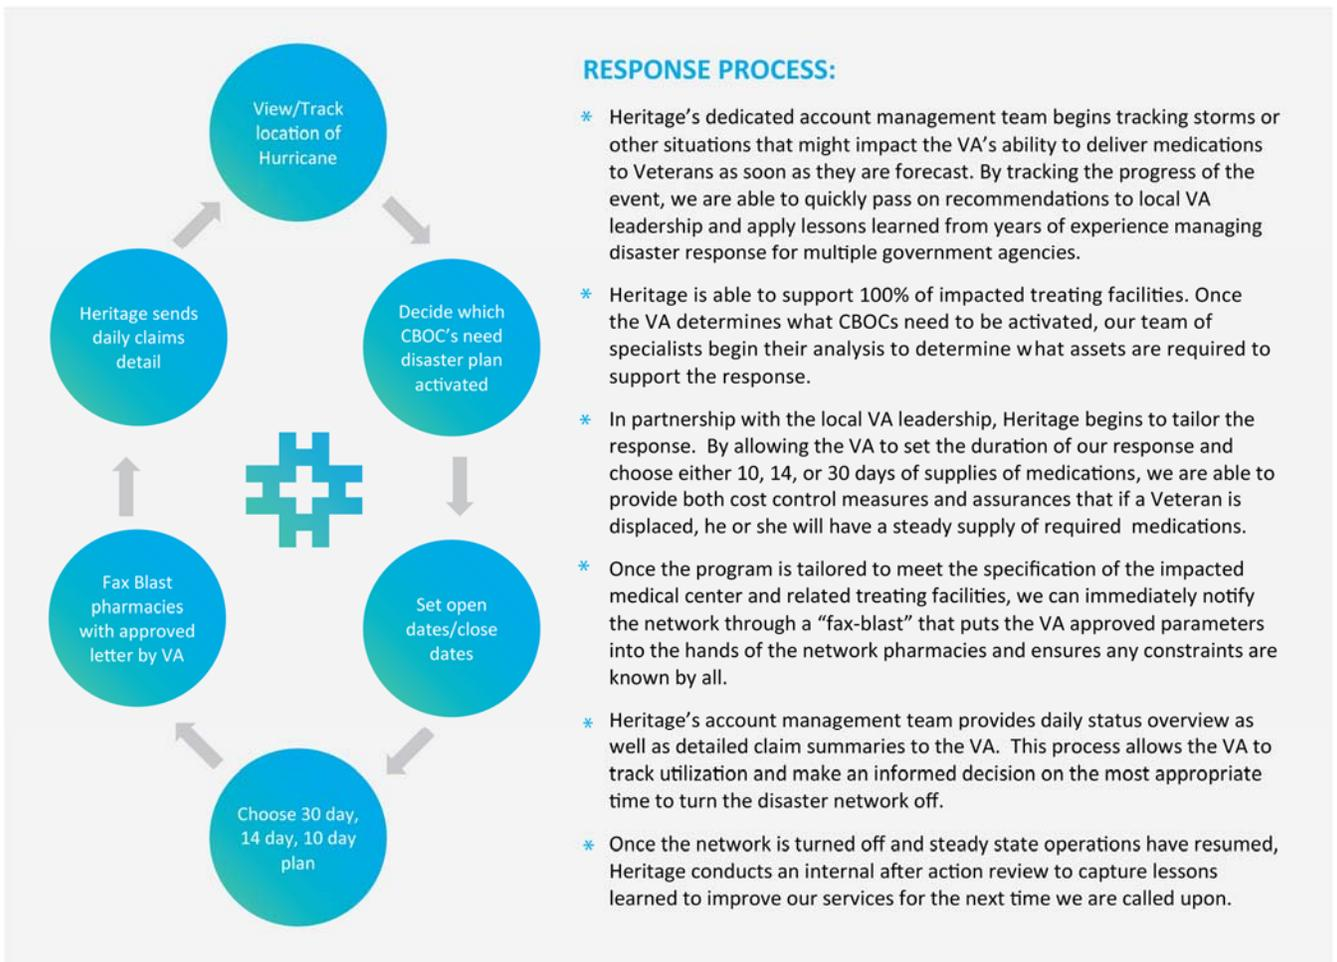 View/Track
location of
Hurricane
Decide which
CBOC's need
disaster plan
activated
Set open
dates/close
dates
Choose 30 day,
14 day, 10 day
plan
Fax Blast
pharmacies
with approved
letter by VA
Heritage sends
daily claims
detail
RESPONSE PROCESS:
* Heritage’s dedicated account management team begins tracking storms or
other situations that might impact the VA’s ability to deliver medications
to Veterans as soon as they are forecast. By tracking the progress of the
event, we are able to quickly pass on recommendations to local VA
leadership and apply lessons learned from years of experience managing
disaster response for multiple government agencies.
* Heritage is able to support 100% of impacted treating facilities. Once
the VA determines what CBOCs need to be activated, our team of
specialists begin their analysis to determine what assets are required to
support the response.
* In partnership with the local VA leadership, Heritage begins to tailor the
response.  By allowing the VA to set the duration of our response and
choose either 10, 14, or 30 days of supplies of medications, we are able to
provide both cost control measures and assurances that if a Veteran is
displaced, he or she will have a steady supply of required  medications.
* Once the program is tailored to meet the specification of the impacted
medical center and related treating facilities, we can immediately notify
the network through a “fax-blast” that puts the VA approved parameters
into the hands of the network pharmacies and ensures any constraints are
known by all.
* Heritage’s account management team provides daily status overview as
well as detailed claim summaries to the VA.  This process allows the VA to
track utilization and make an informed decision on the most appropriate
time to turn the disaster network off.
* Once the network is turned off and steady state operations have resumed,
Heritage conducts an internal after action review to capture lessons
learned to improve our services for the next time we are called upon.